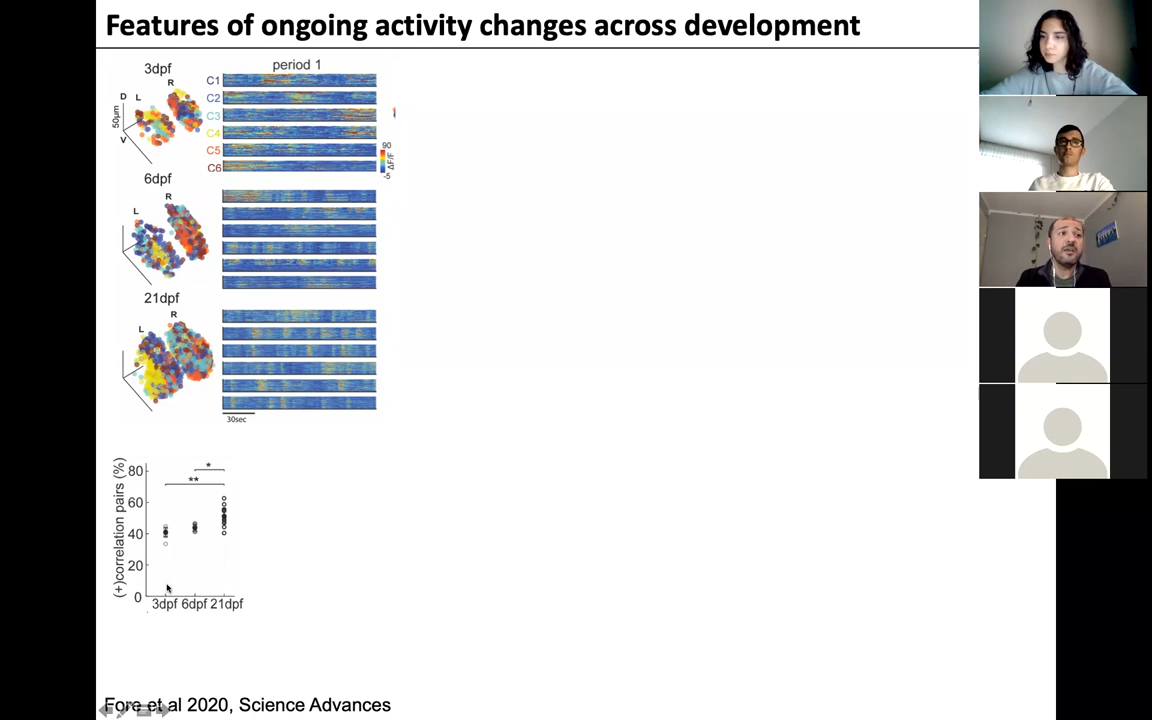 Features of ongoing activity changes across development
3dpf
period 1
R
D L
50μm
V
C1
C2
C3
C4
C5
C6
90
ΔF/F
-5
6dpf
R
L
21dpf
R
L
30sec
(+)correlation pairs (%)
80
60
40
20
0
*
**
3dpf 6dpf 21dpf
Fore et al 2020, Science Advances